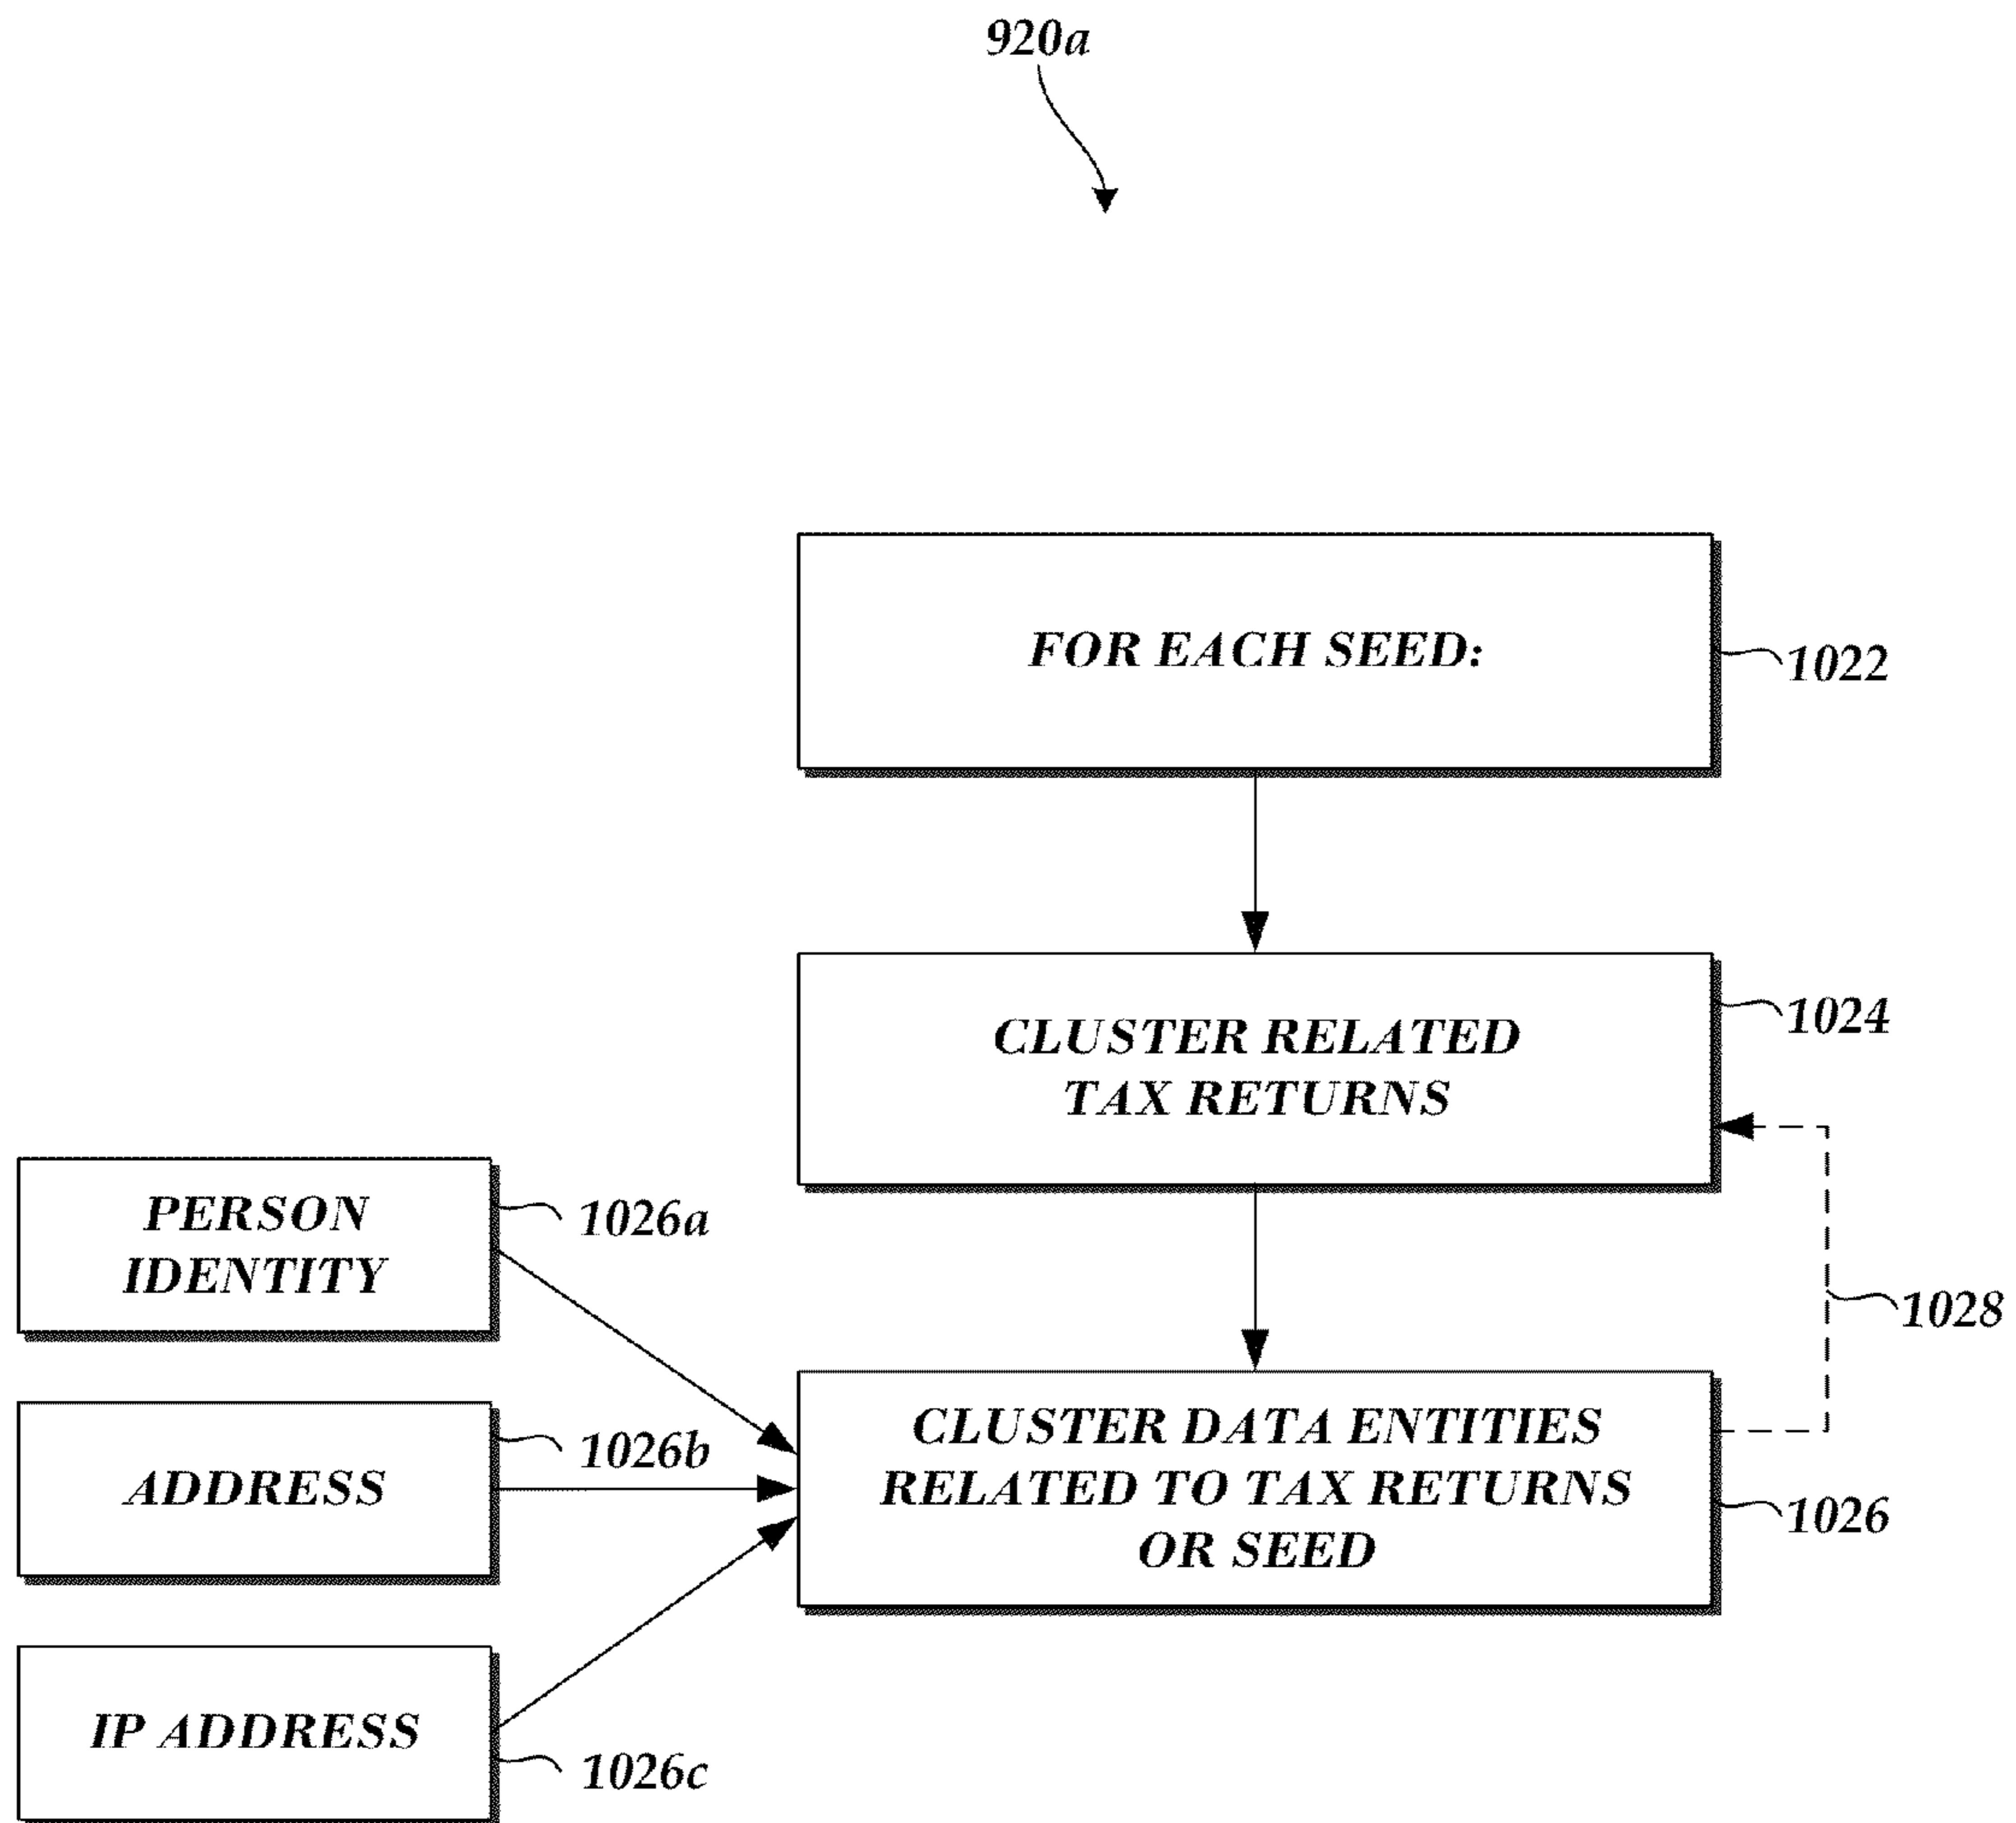 920a
FOR EACH SEED:
1022
CLUSTER RELATED
TAX RETURNS
1024
PERSON
IDENTITY
1026a
1028
ADDRESS
1026b
CLUSTER DATA ENTITIES
RELATED TO TAX RETURNS
OR SEED
1026
IP ADDRESS
1026c